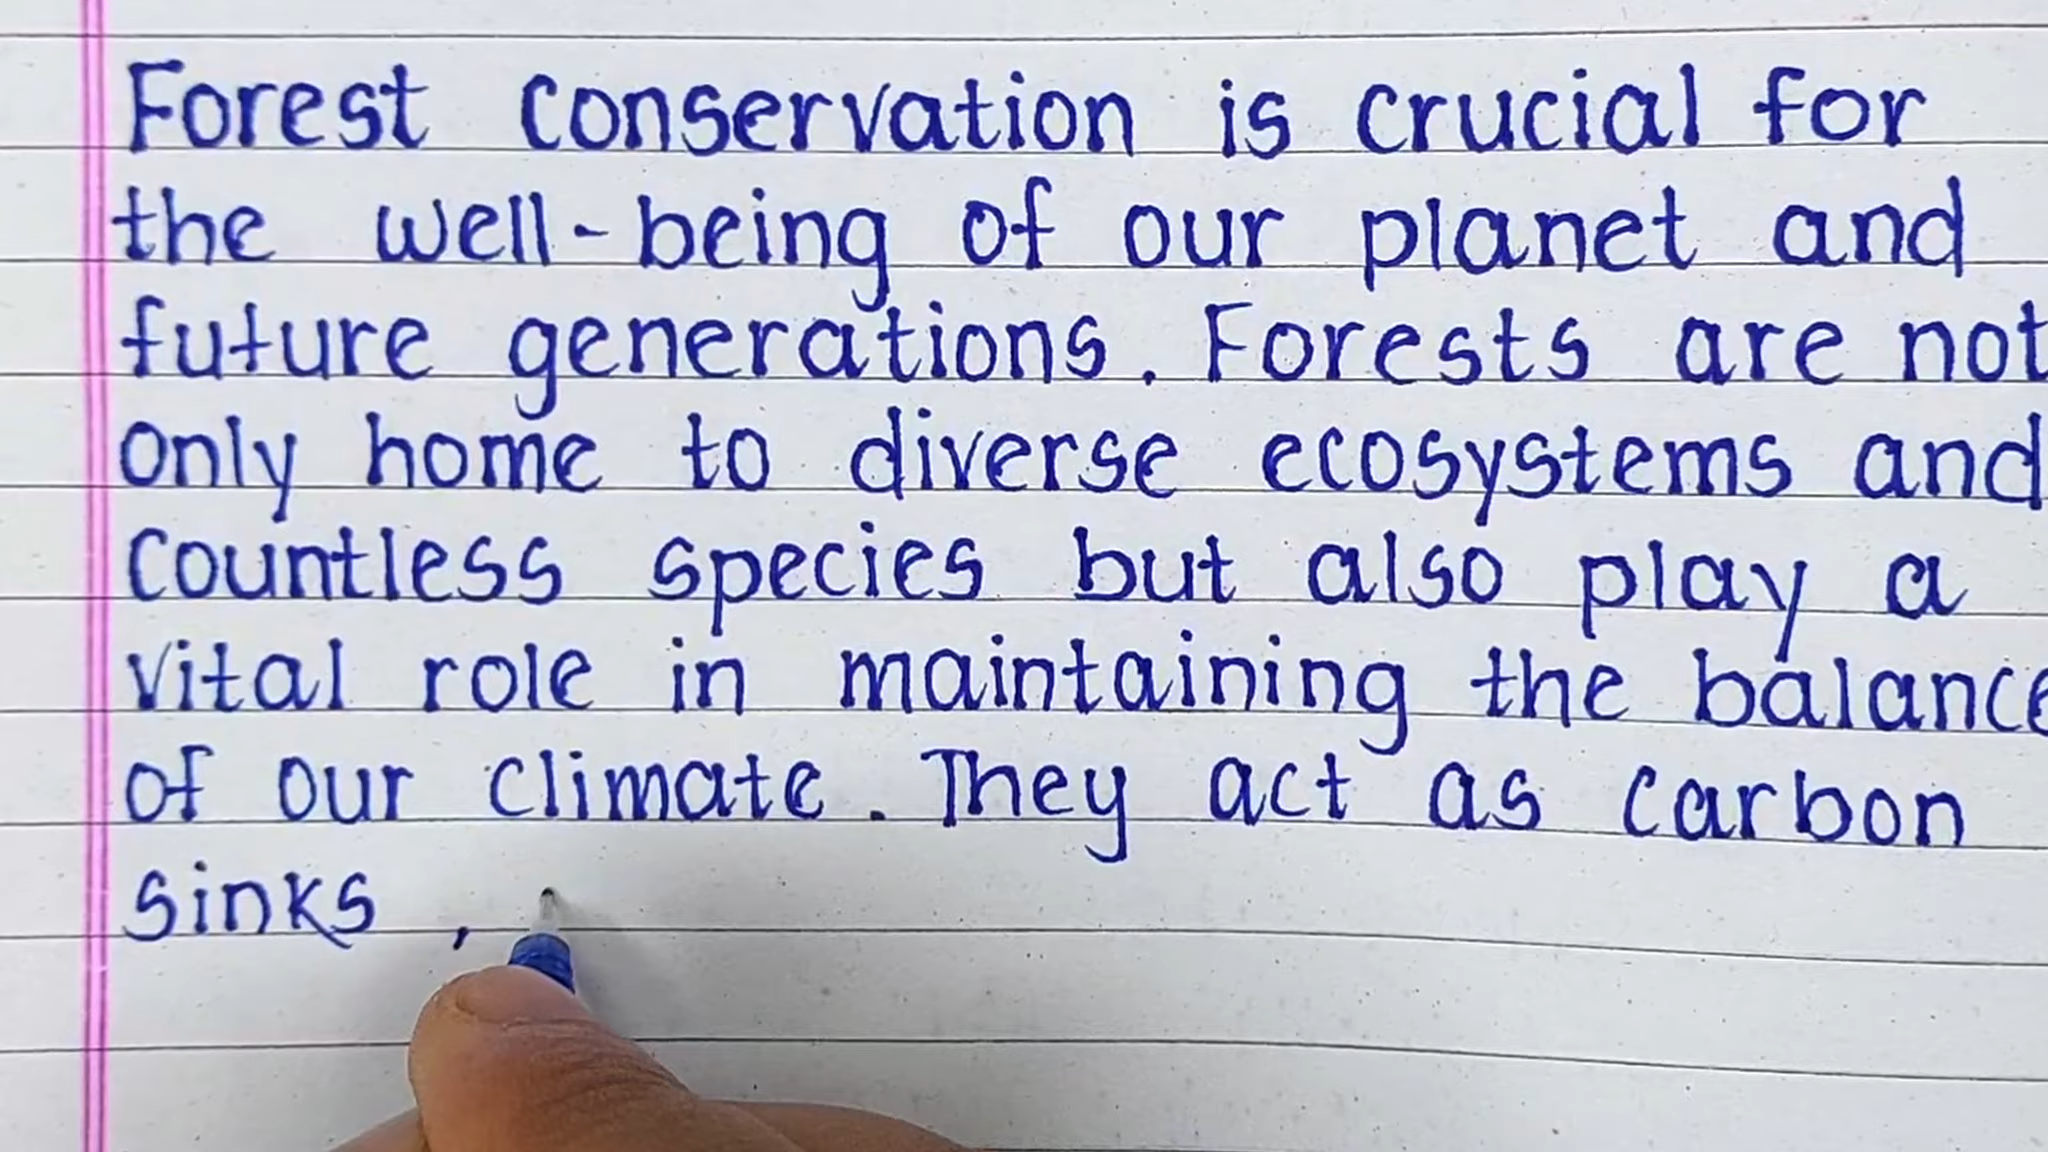 Forest conservation is crucial for
the well-being of our planet and
future generations. Forests are not
only home to diverse ecosystems and
countless species but also play a
vital role in maintaining the balance
of our climate. They act as carbon
sinks ,